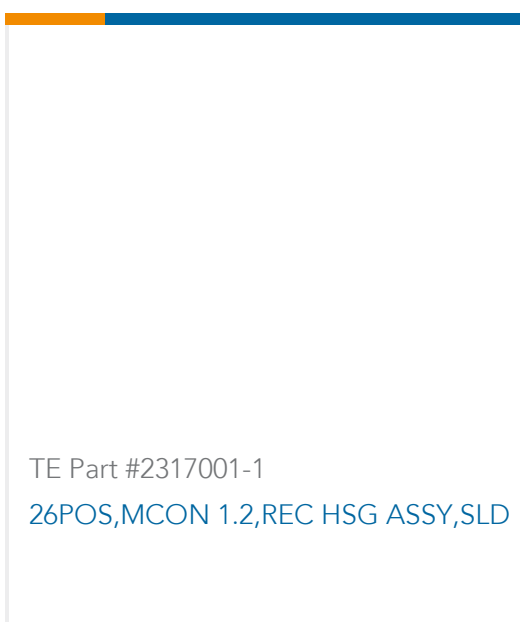 TE Part #2317001-1
26POS,MCON 1.2,REC HSG ASSY,SLD